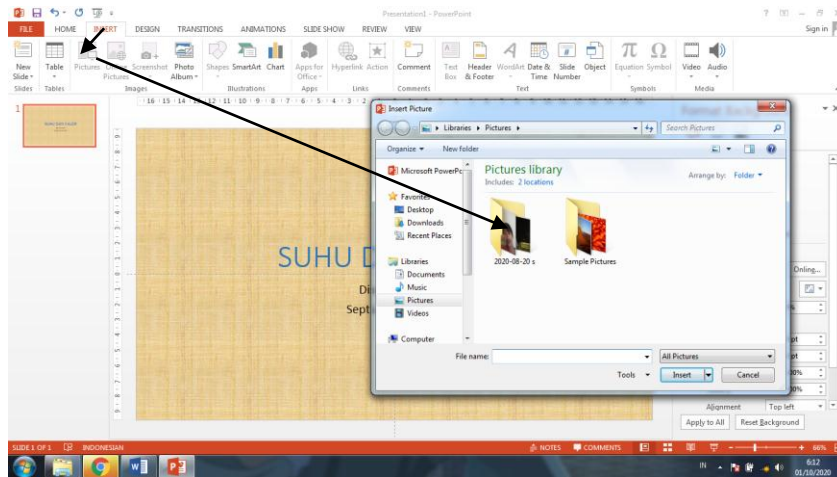 Presentation1 - PowerPoint
FILE HOME INSERT DESIGN TRANSITIONS ANIMATIONS SLIDE SHOW REVIEW VIEW Sign in
New Slide
Table
Pictures
Pictures
Screenshot
Photo Album
Shapes SmartArt Chart
Apps for Office
Hyperlink Action
Comment
Text Box
Header & Footer
WordArt
Date & Time
Slide Number
Object
Equation Symbol
Video Audio
Slides Tables Images Illustrations Apps Links Comments Text Symbols Media
1
SUHU
Di
Sept
Insert Picture
Libraries Pictures
Search Pictures
Organize New folder
Microsoft PowerPo
Favorites
Desktop
Downloads
Recent Places
Libraries
Documents
Music
Pictures
Videos
Computer
Pictures library
Includes: 2 locations
Arrange by: Folder
2020-08-20 s
Sample Pictures
File name:
All Pictures
Tools Insert Cancel
Alignment Top left
Apply to All Reset Background
SLIDE 1 OF 1 INDONESIAN NOTES COMMENTS 66%
IN
6:12
01/10/2020